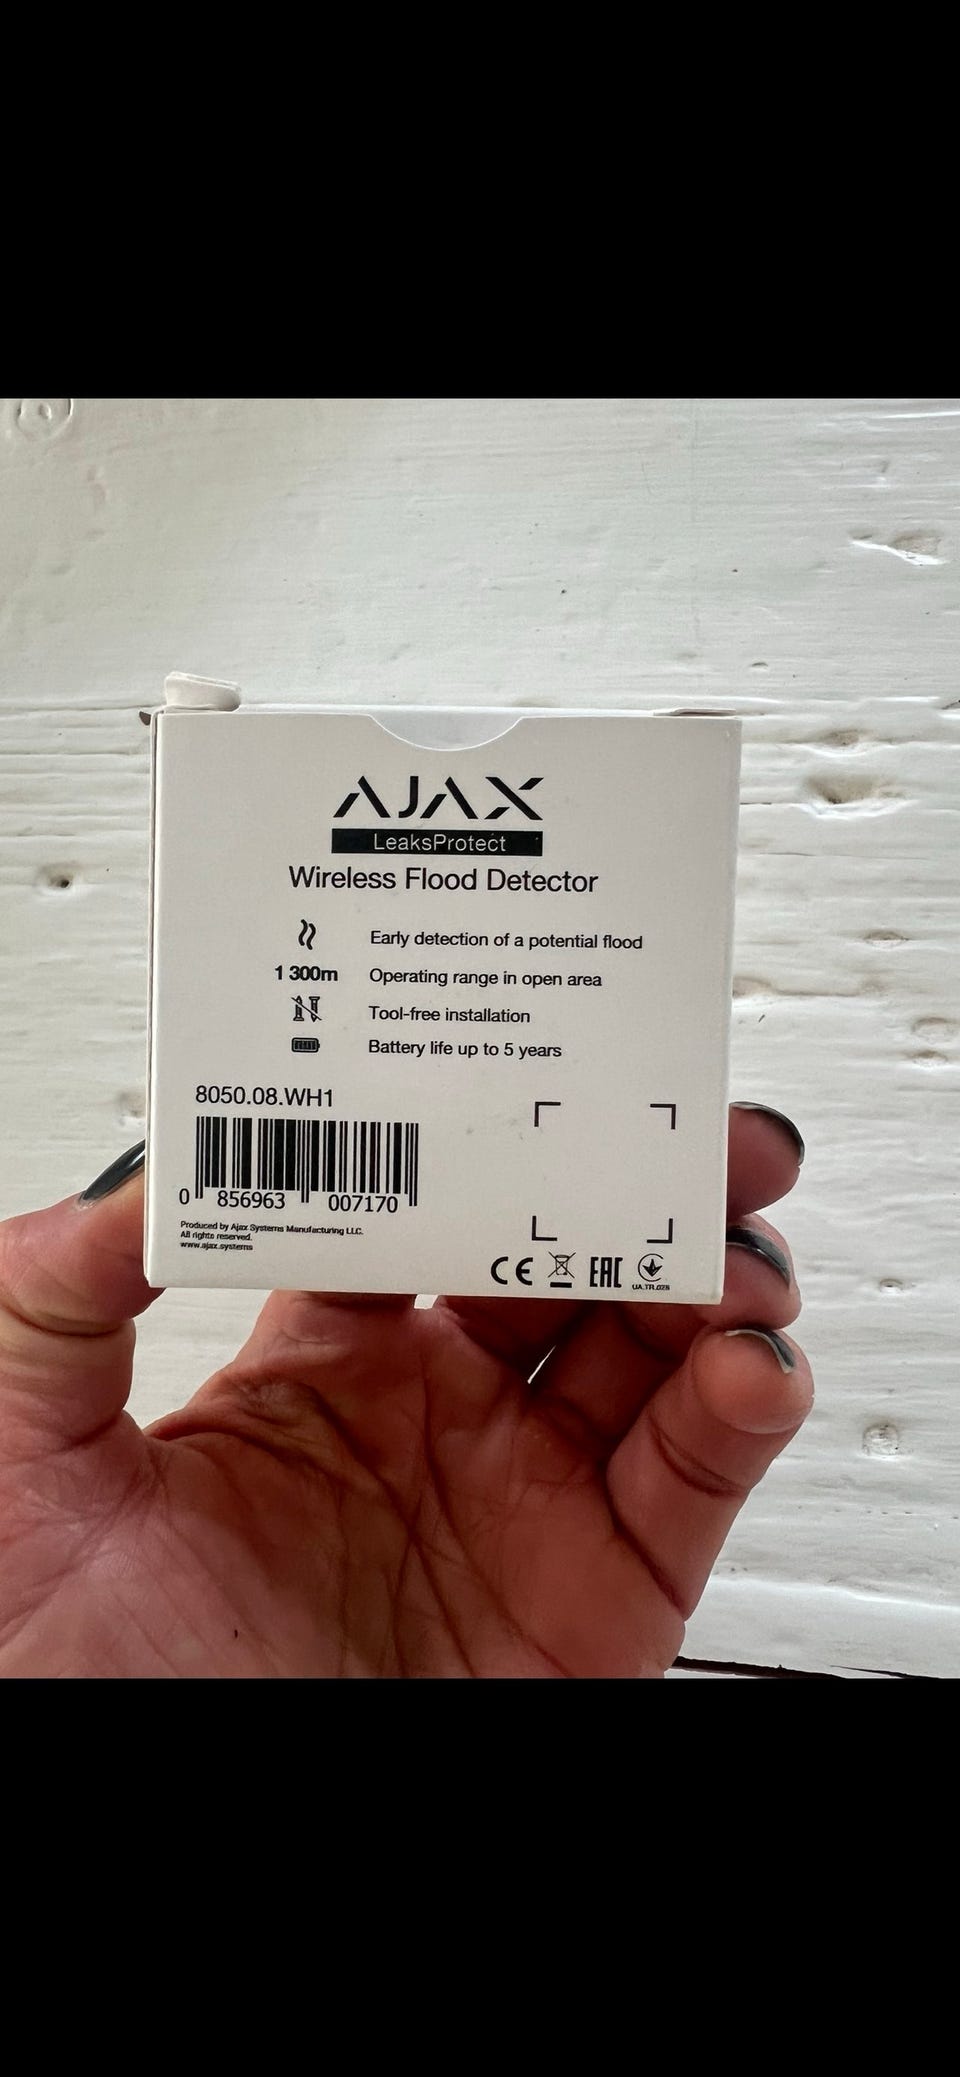 AJAX
LeaksProtect
Wireless Flood Detector
Early detection of a potential flood
1 300m Operating range in open area
Tool-free installation
Battery life up to 5 years
8050.08.WH1
0 856963 007170
Produced by Ajax Systems Manufacturing LLC.
All rights reserved.
www.ajax.systems
CE EAC
UA.TR.028